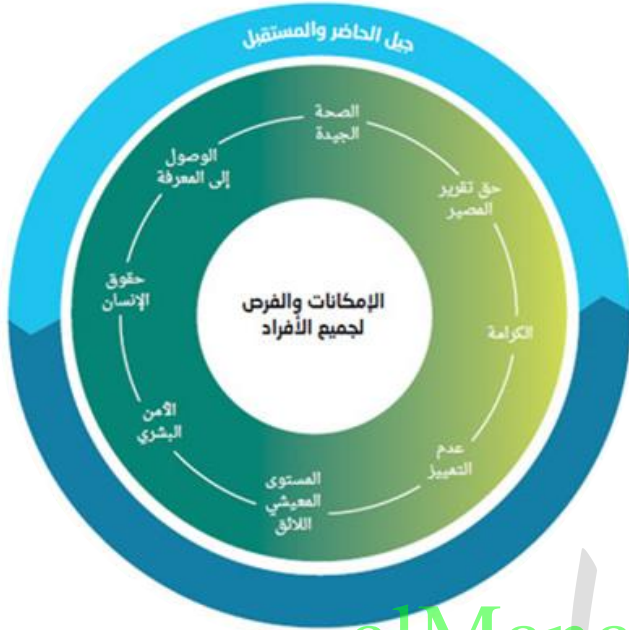 جيل الحاضر والمستقبل
الصحة
الجيدة
حق تقرير
المصير
الكرامة
عدم
التمييز
المستوى
المعيشي
اللائق
الأمن
البشري
حقوق
الإنسان
الوصول
إلى المعرفة
الإمكانات والفرص
لجميع الأفراد